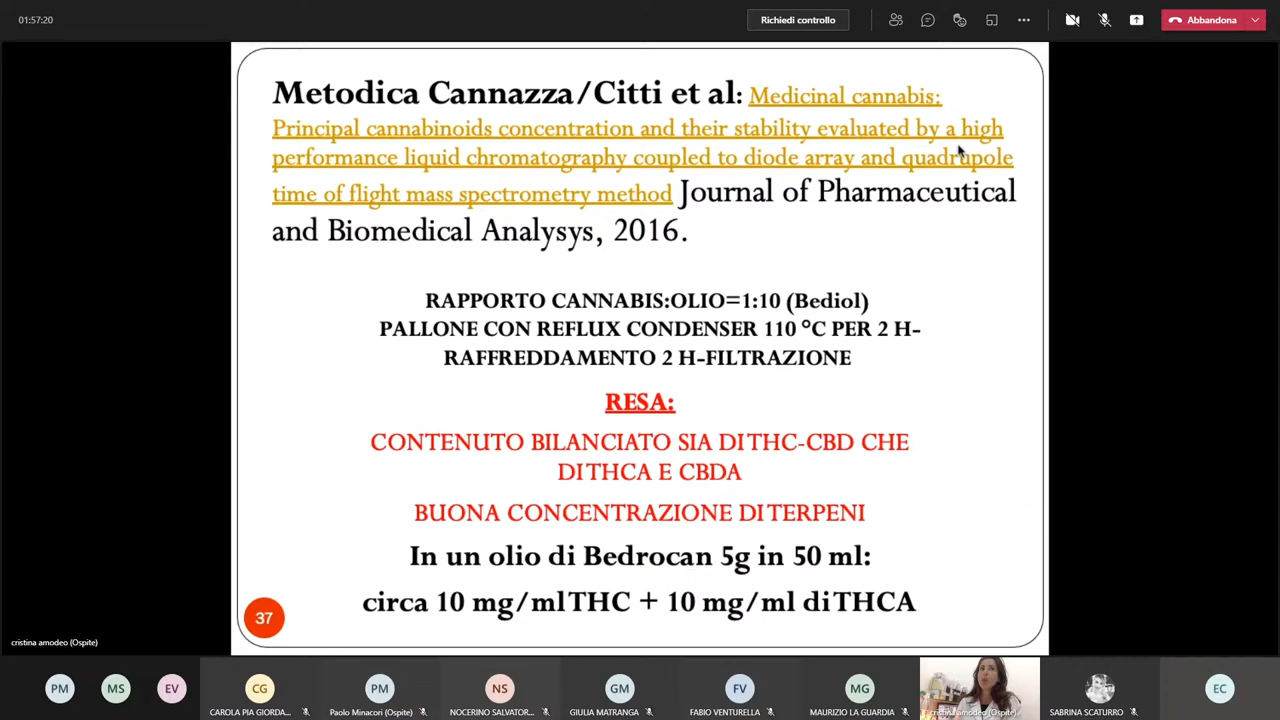 01:57:20
Richiedi controllo
Abbandona
Metodica Cannazza/Citti et al: Medicinal cannabis:
Principal cannabinoids concentration and their stability evaluated by a high
performance liquid chromatography coupled to diode array and quadrupole
time of flight mass spectrometry method Journal of Pharmaceutical
and Biomedical Analysys, 2016.
RAPPORTO CANNABIS:OLIO=1:10 (Bediol)
PALLONE CON REFLUX CONDENSER 110 °C PER 2 H-
RAFFREDDAMENTO 2 H-FILTRAZIONE
RESA:
CONTENUTO BILANCIATO SIA DI THC-CBD CHE
DI THCA E CBDA
BUONA CONCENTRAZIONE DI TERPENI
In un olio di Bedrocan 5g in 50 ml:
circa 10 mg/ml THC + 10 mg/ml di THCA
37
cristina amodeo (Ospite)
PM
MS
EV
CG
PM
NS
GM
FV
MG
EC
CAROLA PIA GIORDA...
Paolo Minacori (Ospite)
NOCERINO SALVATOR...
GIULIA MATRANGA
FABIO VENTURELLA
MAURIZIO LA GUARDIA
cristina amodeo (Ospite)
SABRINA SCATURRO